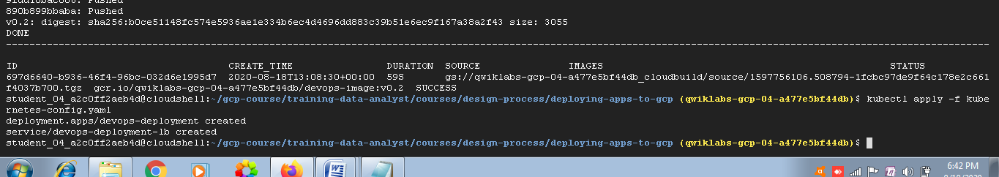 890b899bbaba: Pushed
v0.2: digest: sha256:b0ce51148fc574e5936ae1e334b6ec4d4696dd883c39b51e6ec9f167a38a2f43 size: 3055
DONE
ID CREATE_TIME DURATION SOURCE IMAGES STATUS
697d6640-b936-46f4-96bc-032d6e1995d7 2020-08-18T13:08:30+00:00 59S gs://qwiklabs-gcp-04-a477e5bf44db_cloudbuild/source/1597756106.508794-1fcbc97de9f64c178e2c661
f4037b700.tgz gcr.io/qwiklabs-gcp-04-a477e5bf44db/devops-image:v0.2 SUCCESS
student_04_a2c0ff2aeb4d@cloudshell:~/gcp-course/training-data-analyst/courses/design-process/deploying-apps-to-gcp (qwiklabs-gcp-04-a477e5bf44db)$ kubectl apply -f kube
rnetes-config.yaml
deployment.apps/devops-deployment created
service/devops-deployment-lb created
student_04_a2c0ff2aeb4d@cloudshell:~/gcp-course/training-data-analyst/courses/design-process/deploying-apps-to-gcp (qwiklabs-gcp-04-a477e5bf44db)$
6:42 PM